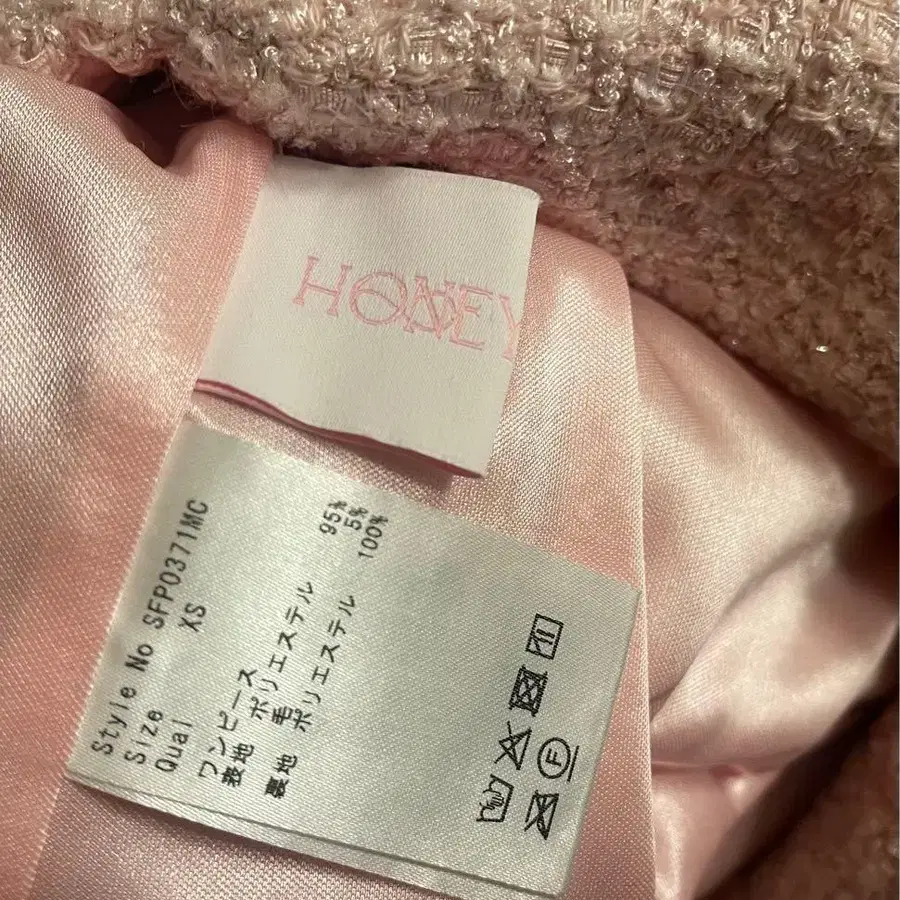 HONEY
Style No SFP0371MC
Size XS
Qual
ワンピース
表地 ポリエステル 95%
毛 5%
裏地 ポリエステル 100%
F